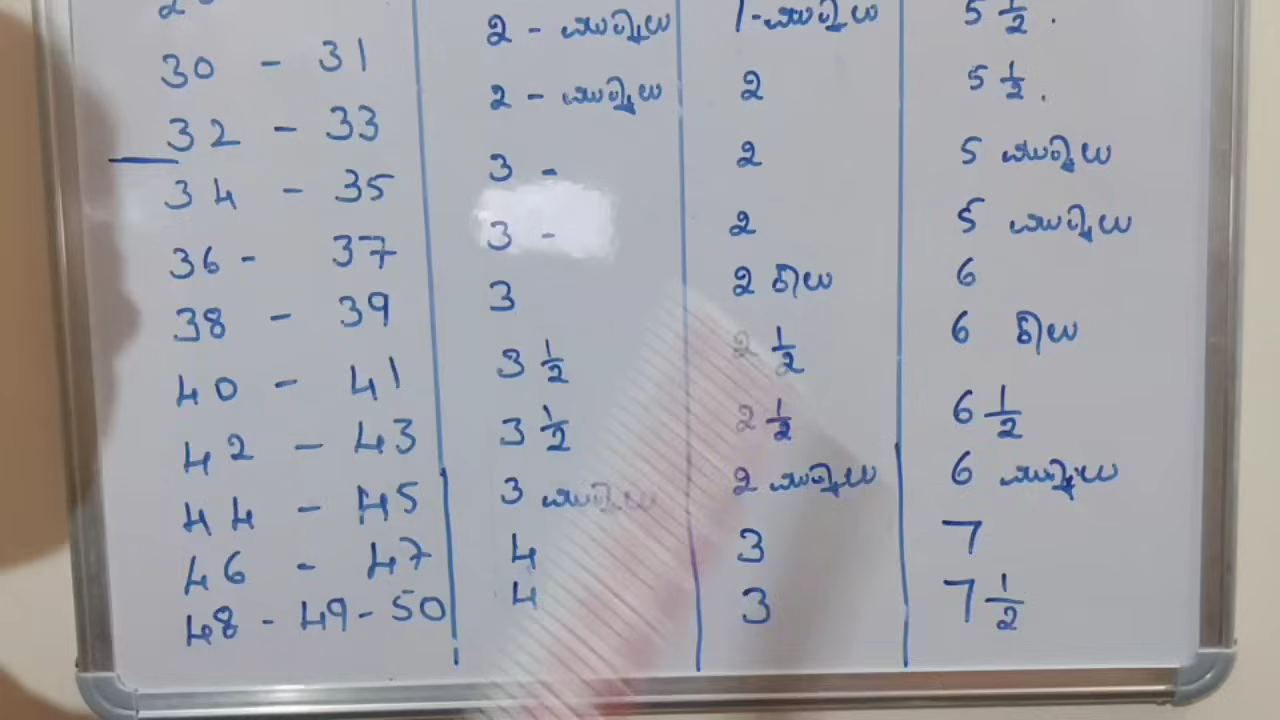 2 - ಮುಕ್ಕಾಲು 1 - ಮುಕ್ಕಾಲು 5 1/2.
30 - 31 2 - ಮುಕ್ಕಾಲು 2 5 1/2.
32 - 33 3 - 2 5 ಮುಕ್ಕಾಲು
34 - 35 3 - 2 5 ಮುಕ್ಕಾಲು
36 - 37 3 2 ಕಾಲು 6
38 - 39 3 1/2 2 1/2 6 ಕಾಲು
40 - 41 3 1/2 2 1/2 6 1/2
42 - 43 3 ಮುಕ್ಕಾಲು 2 ಮುಕ್ಕಾಲು 6 ಮುಕ್ಕಾಲು
44 - 45 4 3 7
46 - 47 4 3 7 1/2
48 - 49 - 50